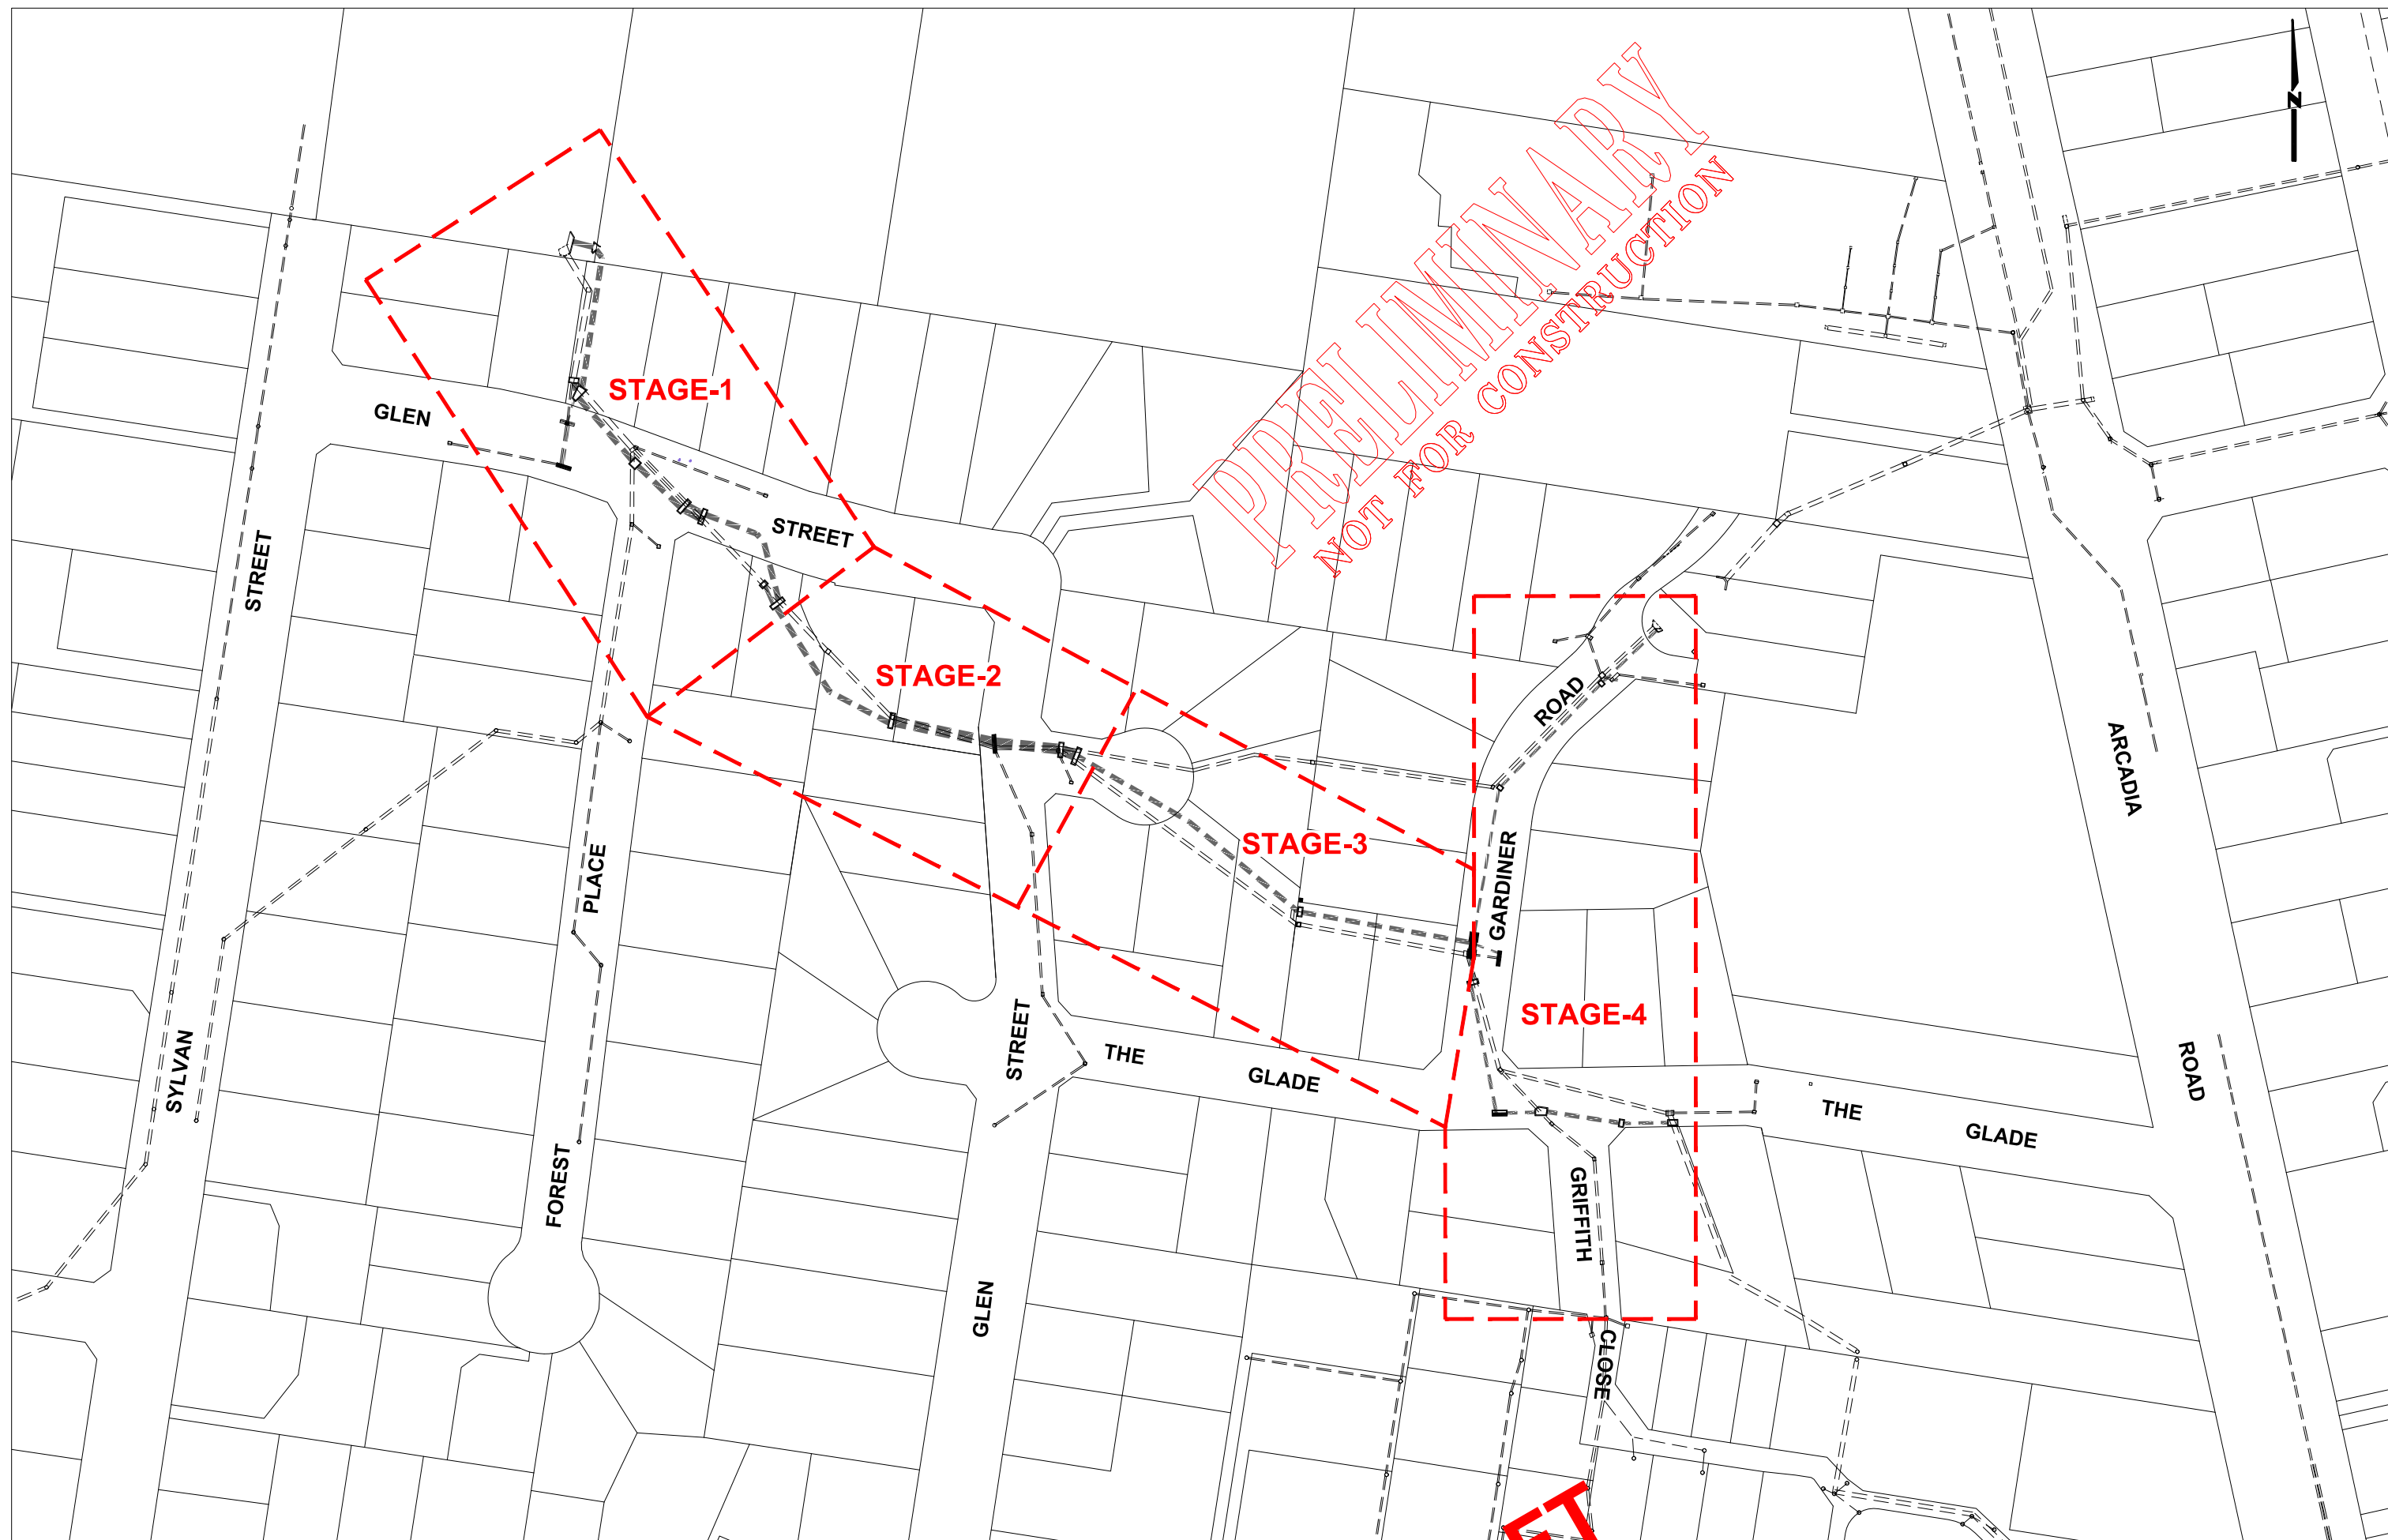 N
PRELIMINARY
NOT FOR CONSTRUCTION
STAGE-1
GLEN
STREET
STREET
STAGE-2
ROAD
ARCADIA
STAGE-3
GARDINER
PLACE
STAGE-4
STREET
THE
GLADE
SYLVAN
ROAD
THE
GLADE
FOREST
GRIFFITH
GLEN
CLOSE
ET